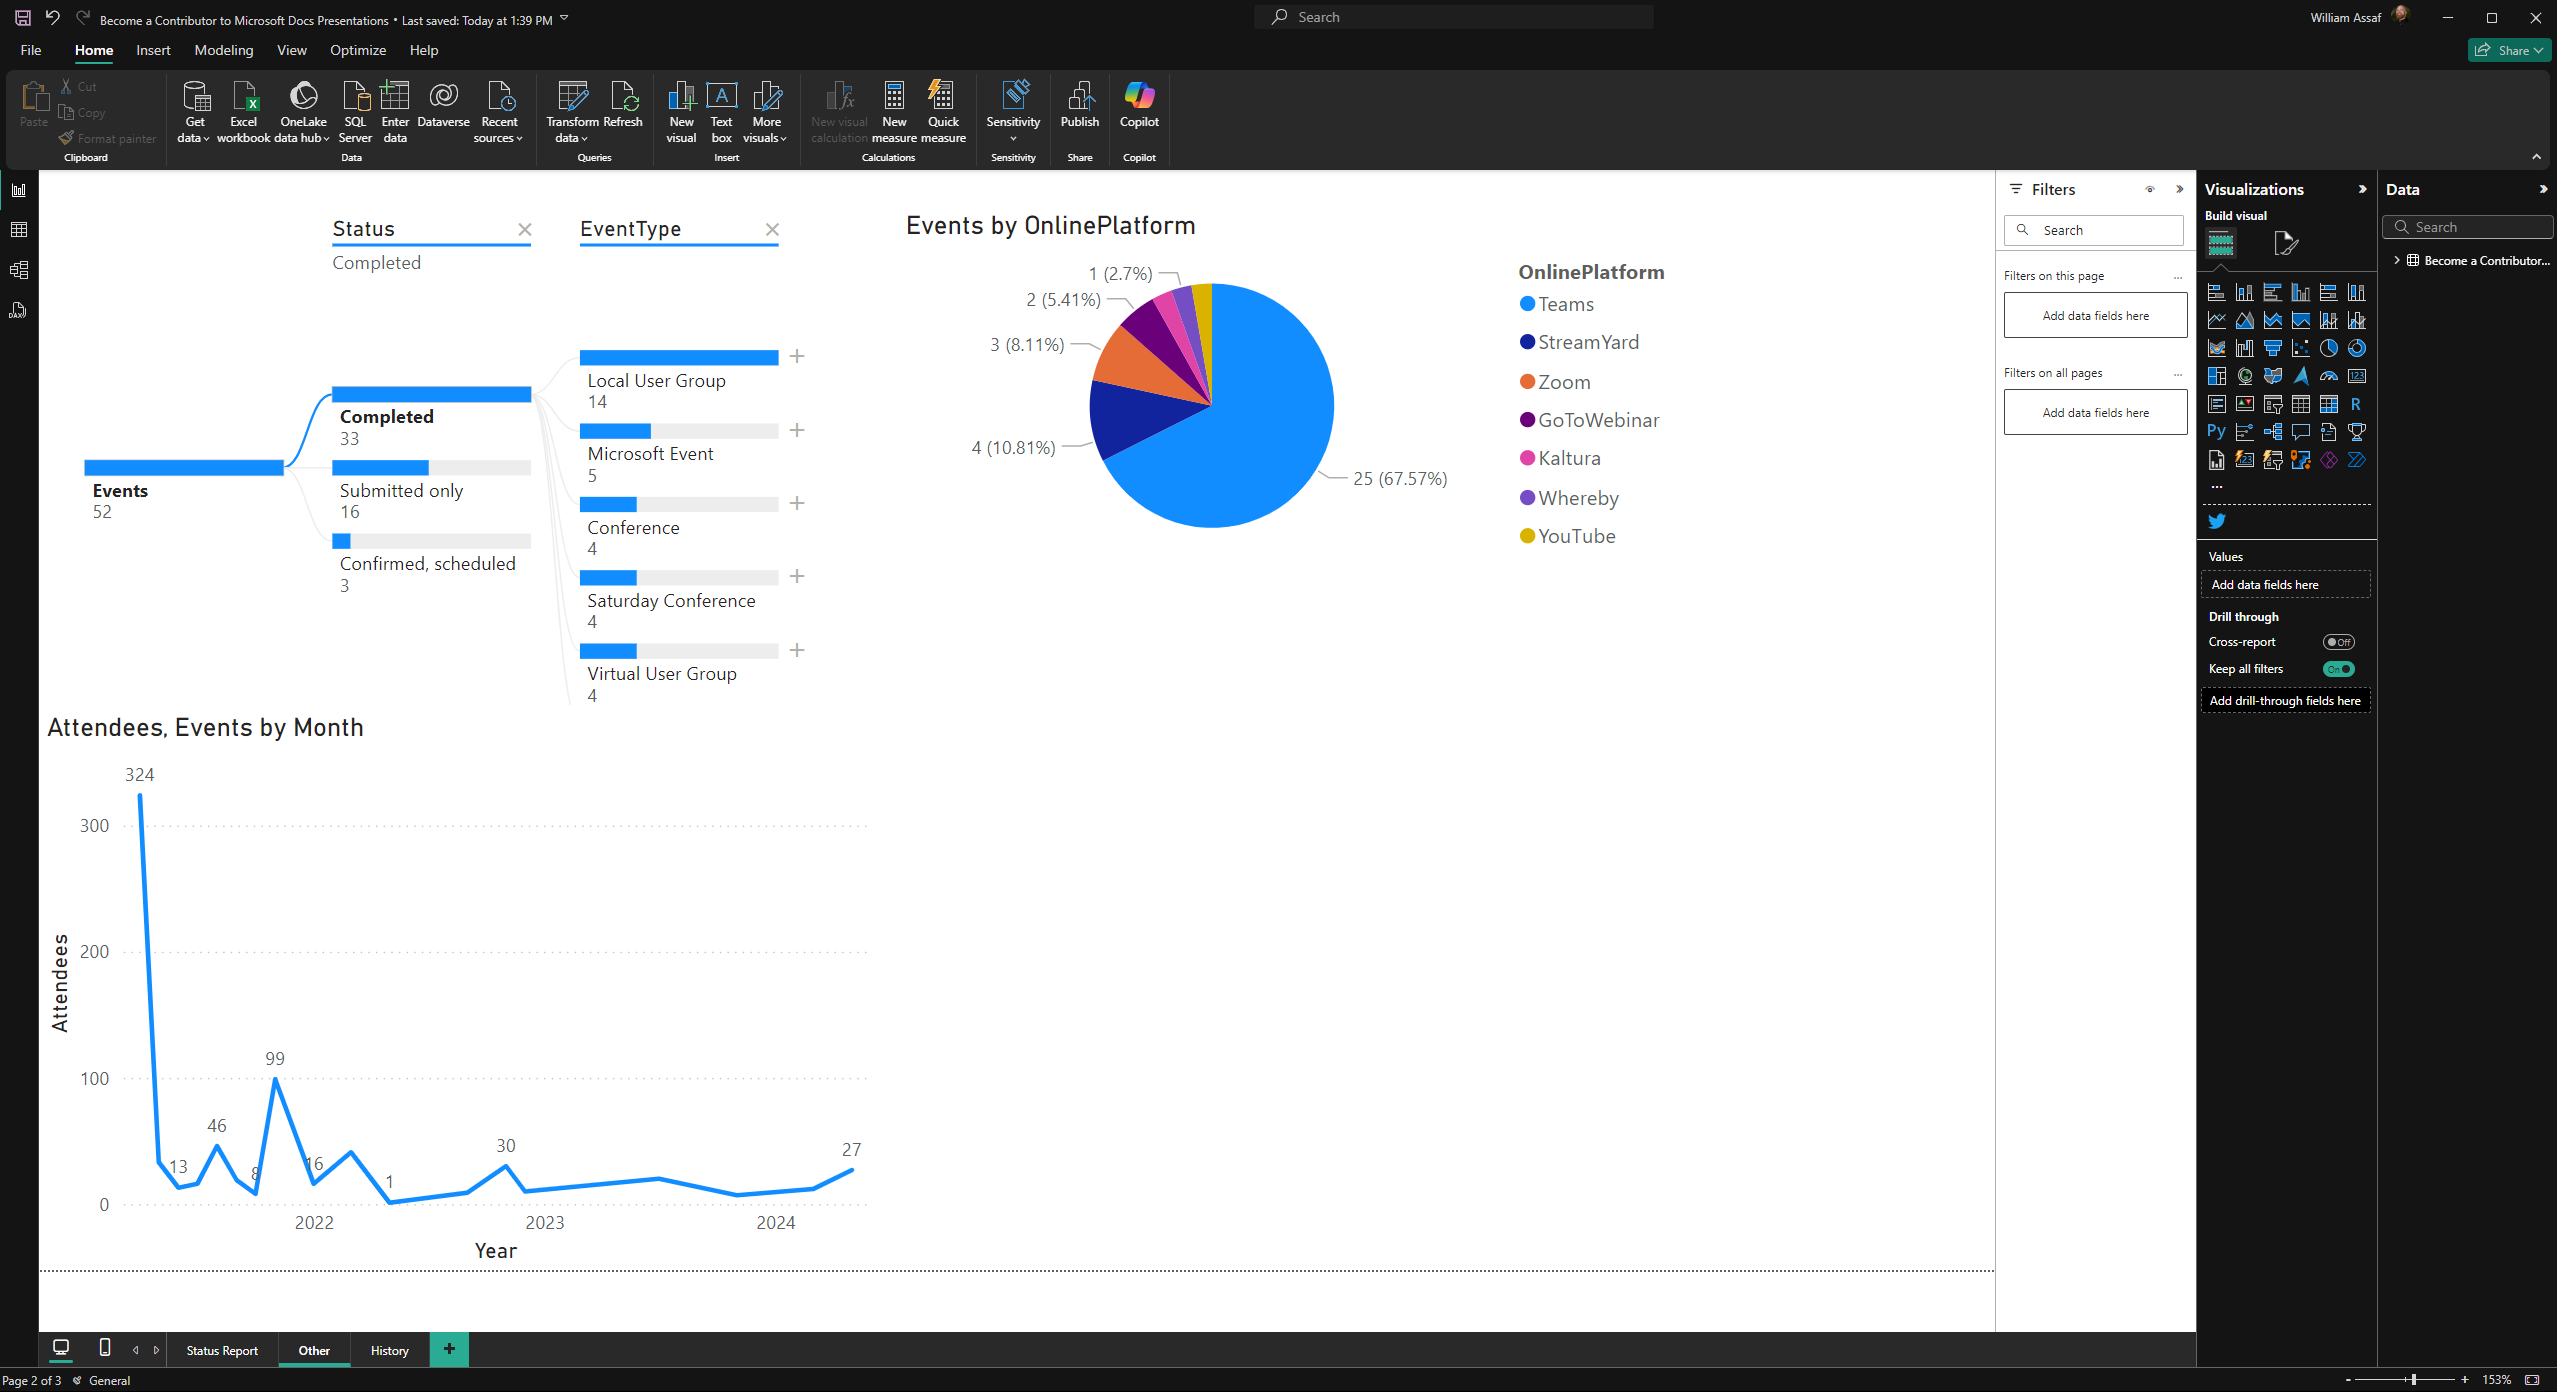 Become a Contributor to Microsoft Docs Presentations • Last saved: Today at 1:39 PM
Search
William Assaf
File Home Insert Modeling View Optimize Help
Share
Paste
Cut
Copy
Format painter
Clipboard
Get data
Excel workbook
OneLake data hub
SQL Server
Enter data
Dataverse
Recent sources
Data
Transform data
Refresh
Queries
New visual
Text box
More visuals
Insert
New visual calculation
New measure
Quick measure
Calculations
Sensitivity
Sensitivity
Publish
Share
Copilot
Copilot
Status
Completed
EventType
Events
52
Completed
33
Submitted only
16
Confirmed, scheduled
3
Local User Group
14
Microsoft Event
5
Conference
4
Saturday Conference
4
Virtual User Group
4
Events by OnlinePlatform
1 (2.7%)
2 (5.41%)
3 (8.11%)
4 (10.81%)
25 (67.57%)
OnlinePlatform
Teams
StreamYard
Zoom
GoToWebinar
Kaltura
Whereby
YouTube
Attendees, Events by Month
324
300
200
100
0
13
46
8
99
16
1
30
27
Attendees
2022 2023 2024
Year
Filters
Search
Filters on this page
...
Add data fields here
Filters on all pages
...
Add data fields here
Visualizations
Build visual
123
R
Py
123
...
Values
Add data fields here
Drill through
Cross-report
Off
Keep all filters
On
Add drill-through fields here
Data
Search
Become a Contributor...
DAX
Status Report Other History +
Page 2 of 3 General
- + 153%